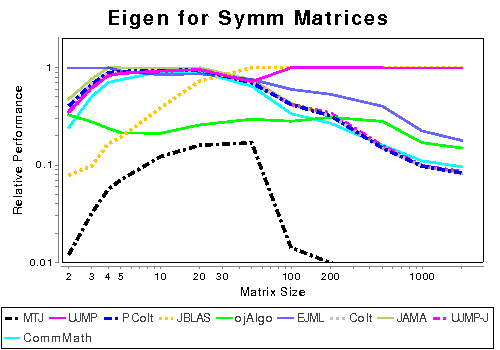 Eigen for Symm Matrices
Relative Performance
1
0.1
0.01
2 3 4 5 10 20 30 100 200 1000
Matrix Size
MTJ UJMP P Colt JBLAS ojAlgo EJML Colt JAMA UJMP-J
CommMath